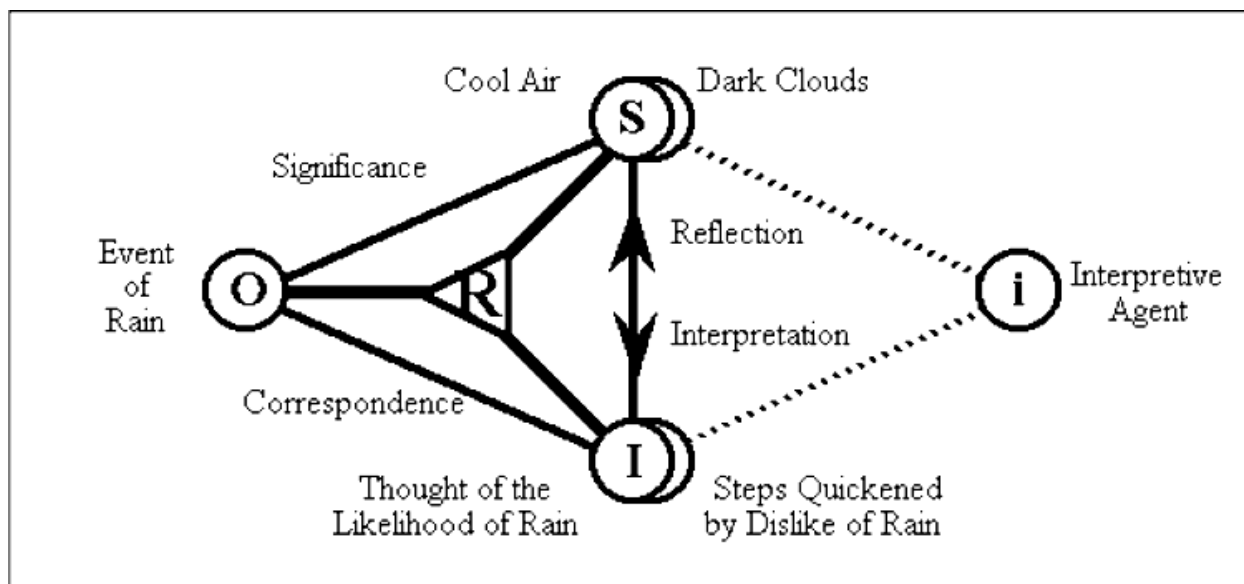 Cool Air
Dark Clouds
S
Significance
Reflection
Event
of
Rain
O
R
i
Interpretive
Agent
Interpretation
Correspondence
I
Thought of the
Likelihood of Rain
Steps Quickened
by Dislike of Rain